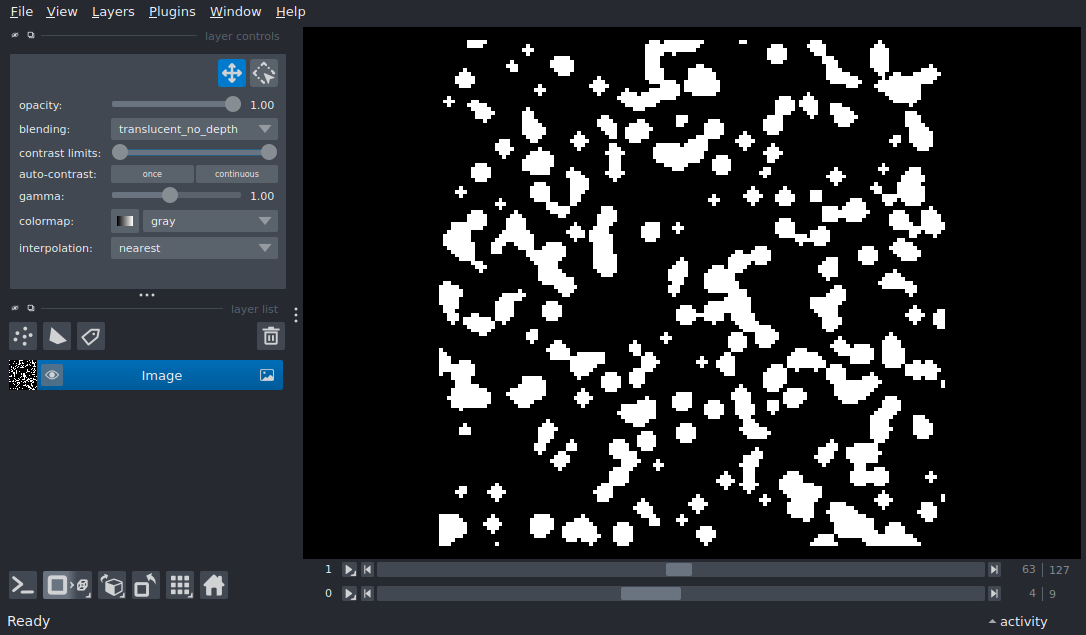 File View Layers Plugins Window Help
layer controls
opacity: 1.00
blending: translucent_no_depth
contrast limits:
auto-contrast: once continuous
gamma: 1.00
colormap: gray
interpolation: nearest
layer list
Image
1 63 127
0 4 9
Ready activity